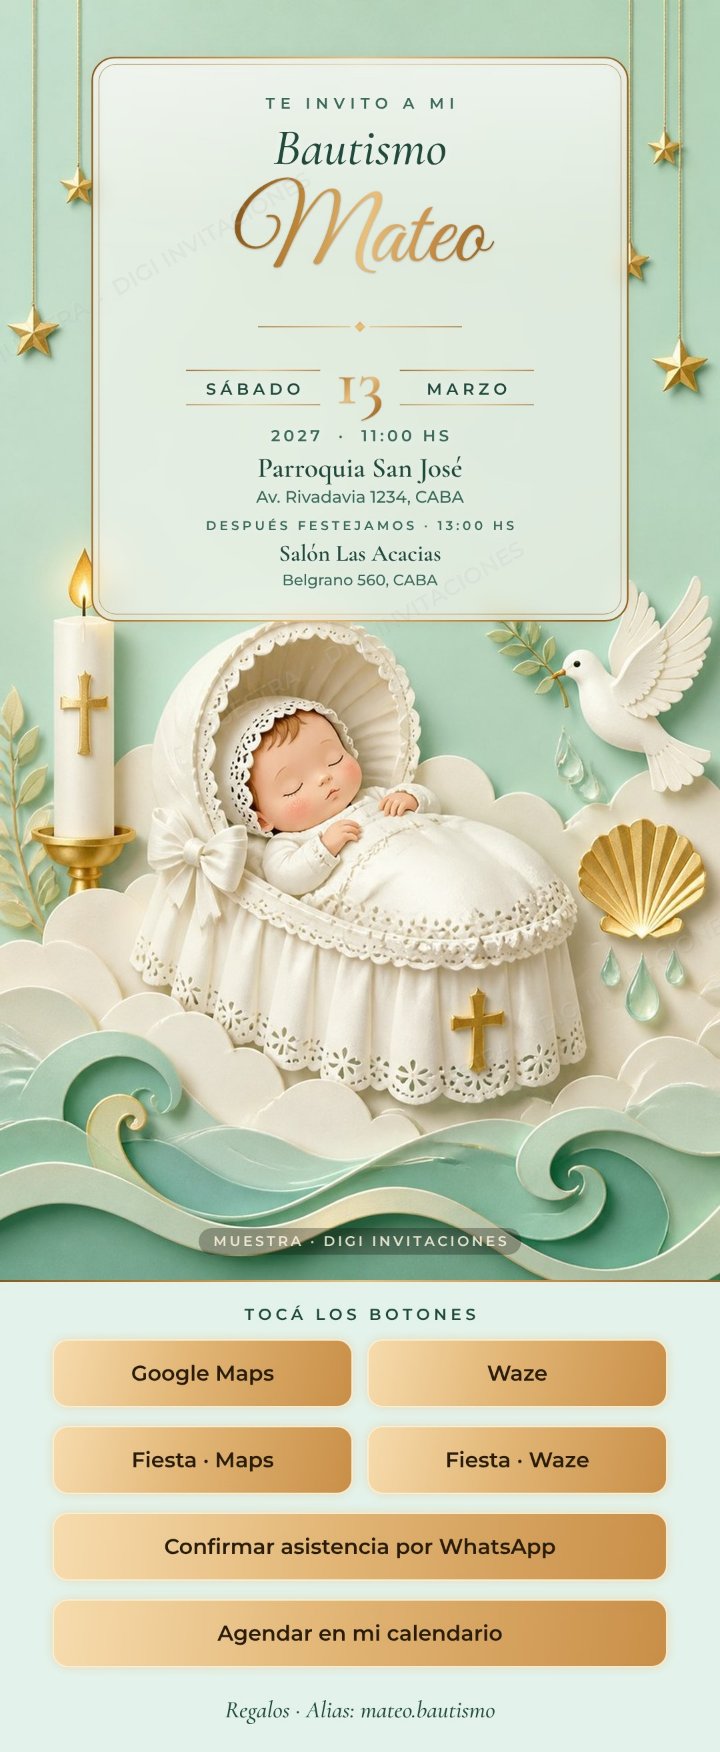 TE INVITO A MI
Bautismo
Mateo
SÁBADO 13 MARZO
2027 · 11:00 HS
Parroquia San José
Av. Rivadavia 1234, CABA
DESPUÉS FESTEJAMOS · 13:00 HS
Salón Las Acacias
Belgrano 560, CABA
MUESTRA · DIGI INVITACIONES
TOCÁ LOS BOTONES
Google Maps
Waze
Fiesta · Maps
Fiesta · Waze
Confirmar asistencia por WhatsApp
Agendar en mi calendario
Regalos · Alias: mateo.bautismo